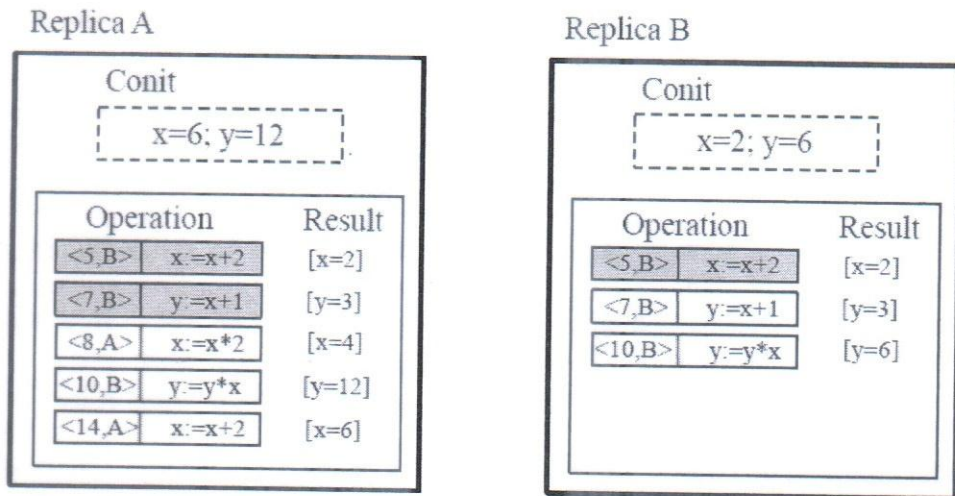 Replica A
Conit
x=6; y=12
Operation Result
<5,B> x:=x+2 [x=2]
<7,B> y:=x+1 [y=3]
<8,A> x:=x*2 [x=4]
<10,B> y:=y*x [y=12]
<14,A> x:=x+2 [x=6]
Replica B
Conit
x=2; y=6
Operation Result
<5,B> x:=x+2 [x=2]
<7,B> y:=x+1 [y=3]
<10,B> y:=y*x [y=6]